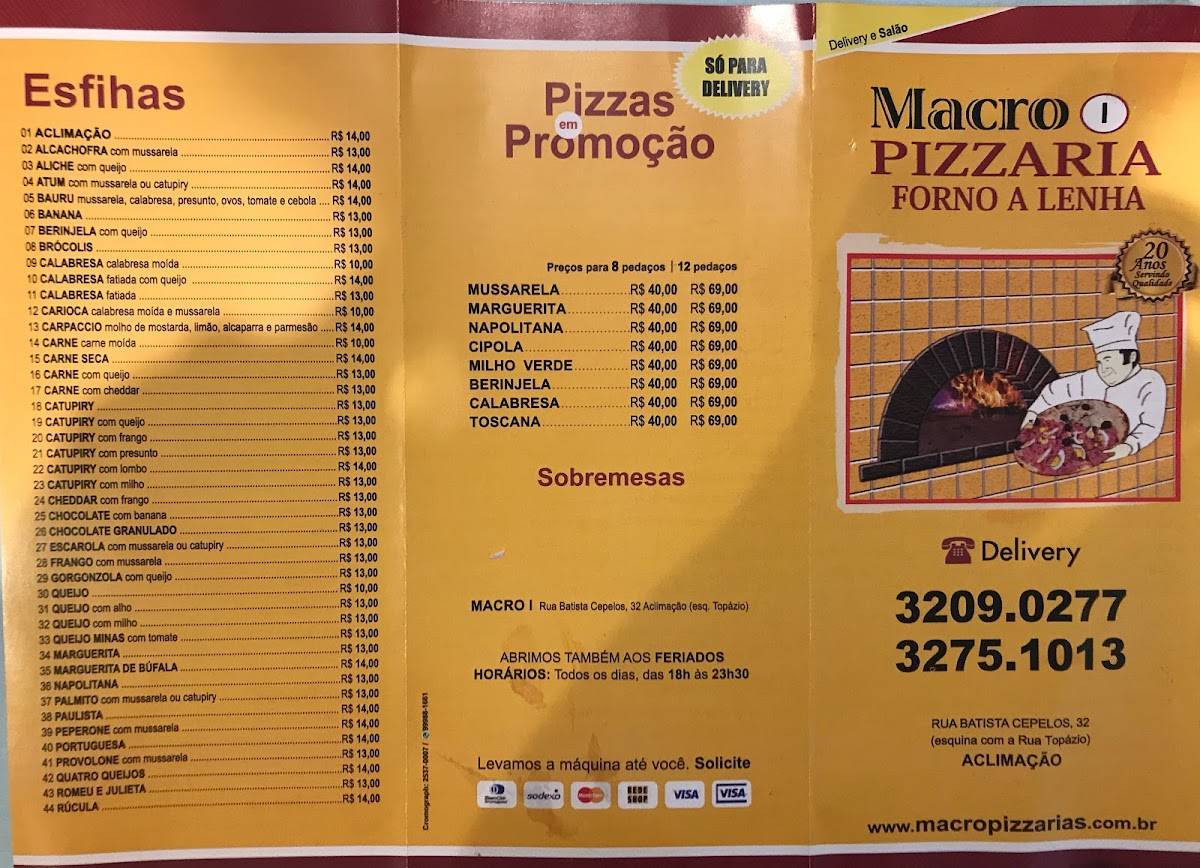 Esfihas
01 ACLIMAÇÃO R$ 14,00
02 ALCACHOFRA com mussarela R$ 13,00
03 ALICHE com queijo R$ 14,00
04 ATUM com mussarela ou catupiry R$ 14,00
05 BAURU mussarela, calabresa, presunto, ovos, tomate e cebola R$ 14,00
06 BANANA R$ 13,00
07 BERINJELA com queijo R$ 13,00
08 BRÓCOLIS R$ 13,00
09 CALABRESA calabresa moída R$ 10,00
10 CALABRESA fatiada com queijo R$ 14,00
11 CALABRESA fatiada R$ 13,00
12 CARIOCA calabresa moída e mussarela R$ 10,00
13 CARPACCIO molho de mostarda, limão, alcaparra e parmesão R$ 14,00
14 CARNE carne moída R$ 10,00
15 CARNE SECA R$ 14,00
16 CARNE com queijo R$ 13,00
17 CARNE com cheddar R$ 13,00
18 CATUPIRY R$ 13,00
19 CATUPIRY com queijo R$ 13,00
20 CATUPIRY com frango R$ 13,00
21 CATUPIRY com presunto R$ 13,00
22 CATUPIRY com lombo R$ 14,00
23 CATUPIRY com milho R$ 13,00
24 CHEDDAR com frango R$ 13,00
25 CHOCOLATE com banana R$ 13,00
26 CHOCOLATE GRANULADO R$ 13,00
27 ESCAROLA com mussarela ou catupiry R$ 13,00
28 FRANGO com mussarela R$ 13,00
29 GORGONZOLA com queijo R$ 13,00
30 QUEIJO R$ 10,00
31 QUEIJO com alho R$ 13,00
32 QUEIJO com milho R$ 13,00
33 QUEIJO MINAS com tomate R$ 13,00
34 MARGUERITA R$ 13,00
35 MARGUERITA DE BÚFALA R$ 14,00
36 NAPOLITANA R$ 13,00
37 PALMITO com mussarela ou catupiry R$ 13,00
38 PAULISTA R$ 14,00
39 PEPERONE com mussarela R$ 14,00
40 PORTUGUESA R$ 14,00
41 PROVOLONE com mussarela R$ 13,00
42 QUATRO QUEIJOS R$ 14,00
43 ROMEU E JULIETA R$ 13,00
44 RÚCULA R$ 14,00
SÓ PARA
DELIVERY
Pizzas
em
Promoção
Preços para 8 pedaços | 12 pedaços
MUSSARELA R$ 40,00 R$ 69,00
MARGUERITA R$ 40,00 R$ 69,00
NAPOLITANA R$ 40,00 R$ 69,00
CIPOLA R$ 40,00 R$ 69,00
MILHO VERDE R$ 40,00 R$ 69,00
BERINJELA R$ 40,00 R$ 69,00
CALABRESA R$ 40,00 R$ 69,00
TOSCANA R$ 40,00 R$ 69,00
Sobremesas
MACRO I Rua Batista Cepelos, 32 Aclimação (esq. Topázio)
ABRIMOS TAMBÉM AOS FERIADOS
HORÁRIOS: Todos os dias, das 18h às 23h30
Cromograph: 2537-0007 / 99988-1661
Levamos a máquina até você. Solicite
sodexo
MasterCard
REDE
SHOP
VISA
VISA
Delivery e Salão
Macro I
PIZZARIA
FORNO A LENHA
20
Anos
Servindo
Qualidade
Delivery
3209.0277
3275.1013
RUA BATISTA CEPELOS, 32
(esquina com a Rua Topázio)
ACLIMAÇÃO
www.macropizzarias.com.br